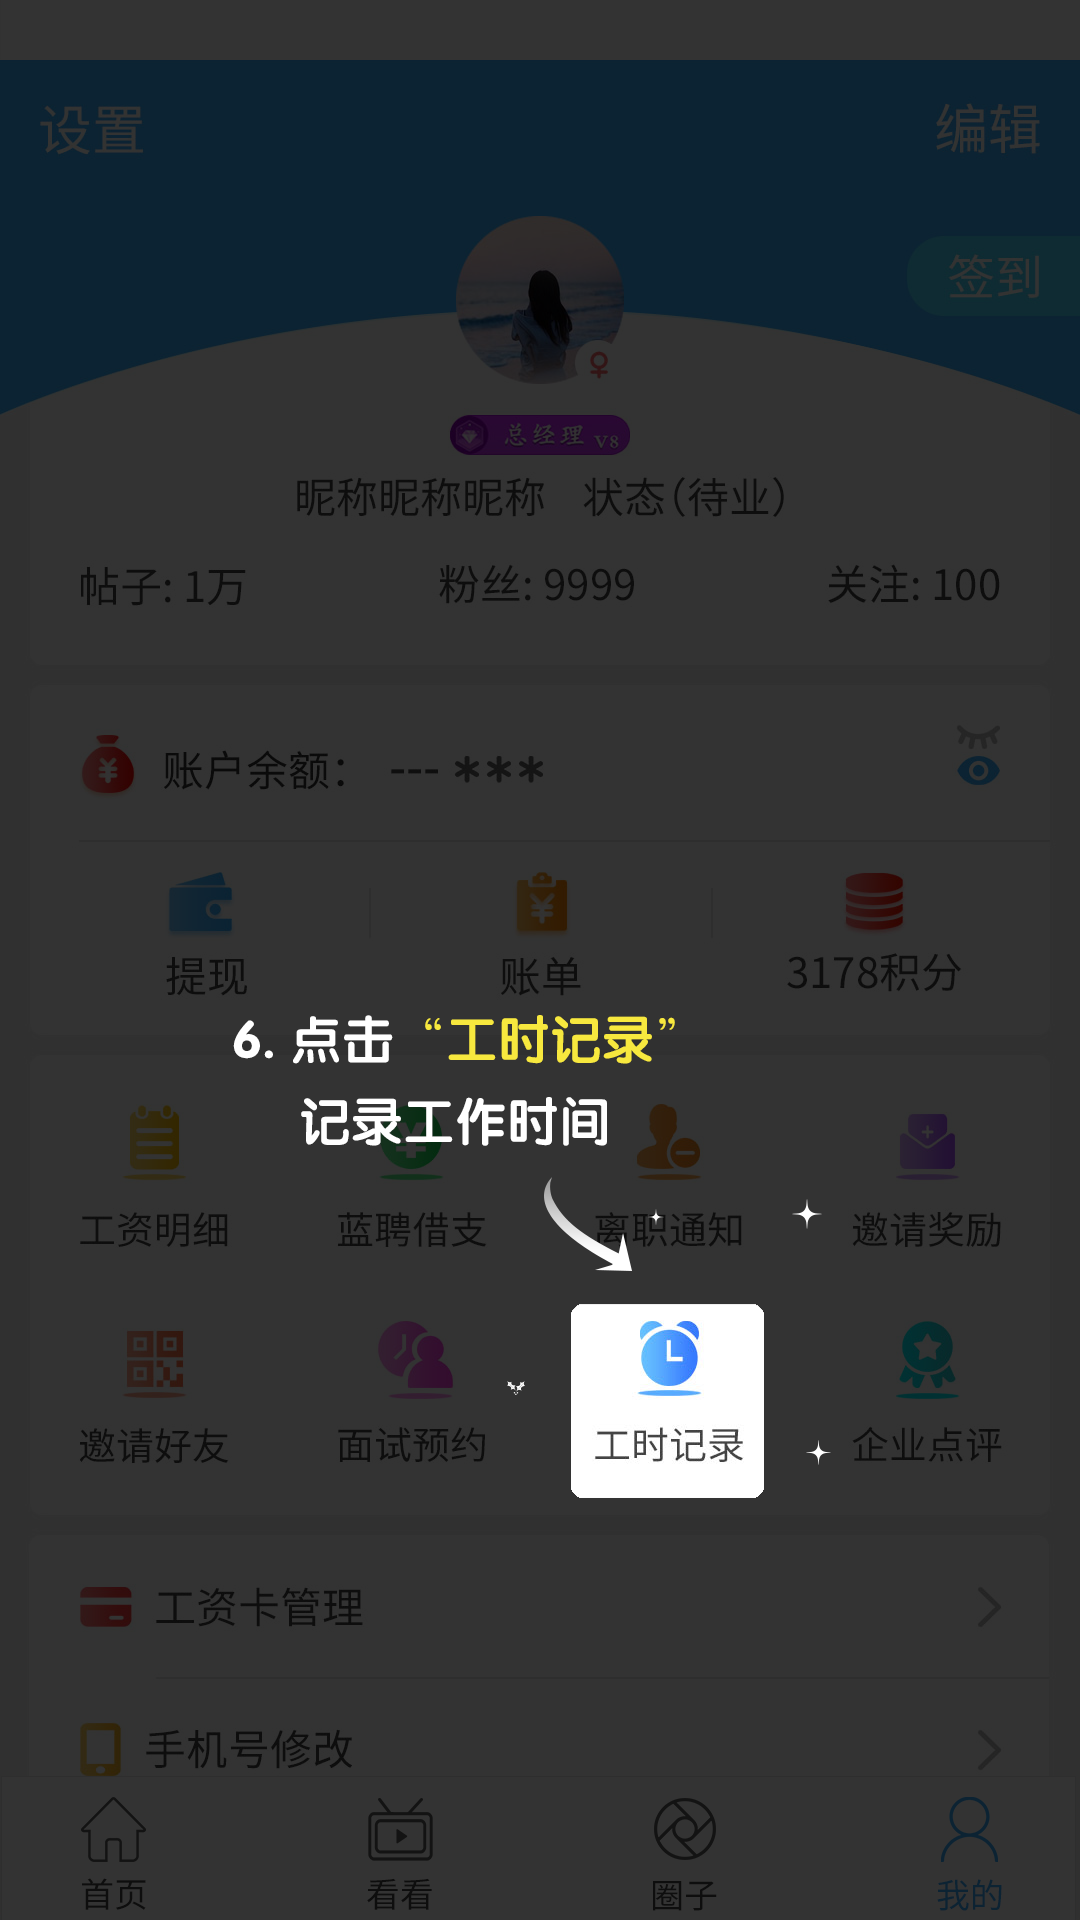 设置 编辑
签到
总经理 V8
昵称昵称昵称 状态(待业)
帖子: 1万 粉丝: 9999 关注: 100
账户余额： --- ***
提现 账单 3178积分
6. 点击 “工时记录”
记录工作时间
工资明细 蓝聘借支 离职通知 邀请奖励
邀请好友 面试预约 工时记录 企业点评
工资卡管理
手机号修改
首页 看看 圈子 我的